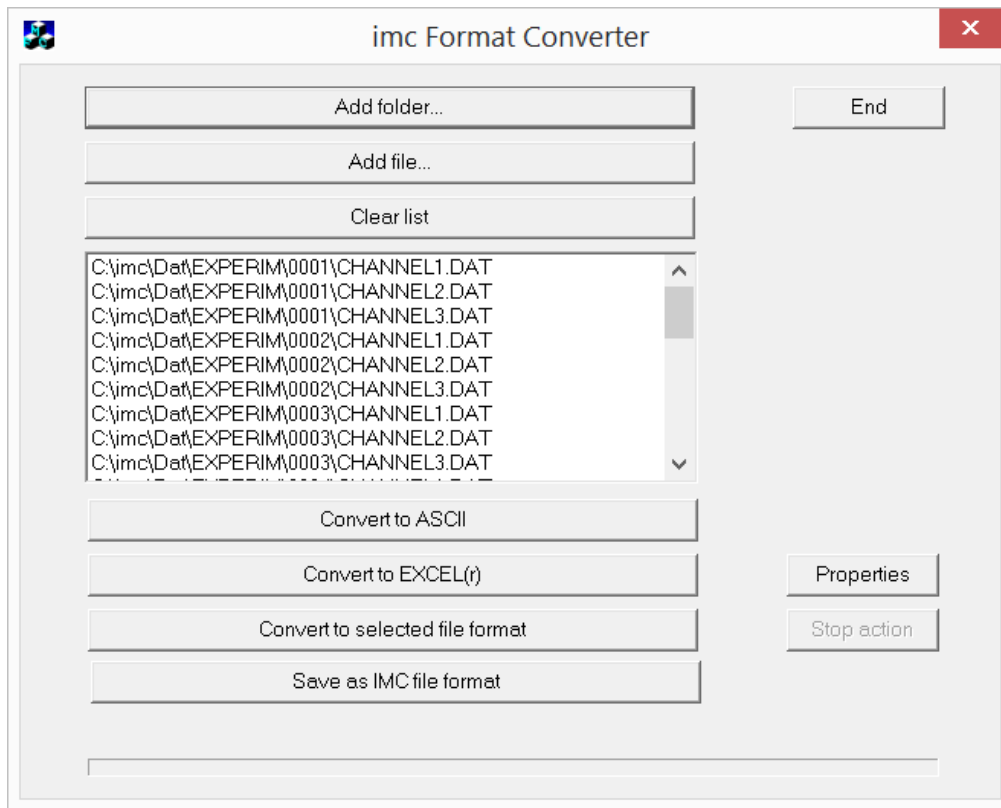 imc Format Converter
Add folder...
End
Add file...
Clear list
C:\imc\Dat\EXPERIM\0001\CHANNEL1.DAT
C:\imc\Dat\EXPERIM\0001\CHANNEL2.DAT
C:\imc\Dat\EXPERIM\0001\CHANNEL3.DAT
C:\imc\Dat\EXPERIM\0002\CHANNEL1.DAT
C:\imc\Dat\EXPERIM\0002\CHANNEL2.DAT
C:\imc\Dat\EXPERIM\0002\CHANNEL3.DAT
C:\imc\Dat\EXPERIM\0003\CHANNEL1.DAT
C:\imc\Dat\EXPERIM\0003\CHANNEL2.DAT
C:\imc\Dat\EXPERIM\0003\CHANNEL3.DAT
Convert to ASCII
Convert to EXCEL(r)
Properties
Convert to selected file format
Stop action
Save as IMC file format